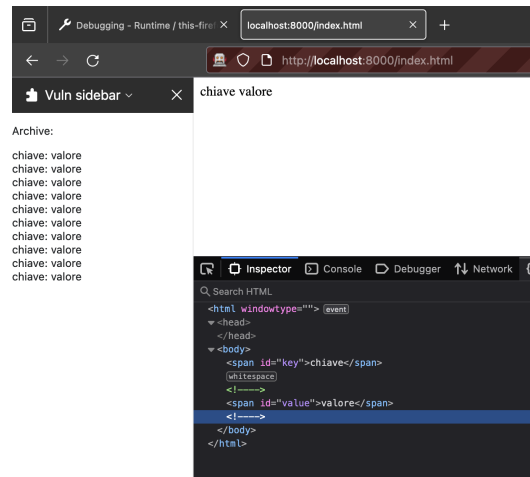 Debugging - Runtime / this-firef
localhost:8000/index.html
http://localhost:8000/index.html
Vuln sidebar
chiave valore
Archive:
chiave: valore
chiave: valore
chiave: valore
chiave: valore
chiave: valore
chiave: valore
chiave: valore
chiave: valore
chiave: valore
chiave: valore
Inspector
Console
Debugger
Network
Search HTML
<html windowtype=""> event
<head>
</head>
<body>
<span id="key">chiave</span>
whitespace
<!---->
<span id="value">valore</span>
<!---->
</body>
</html>